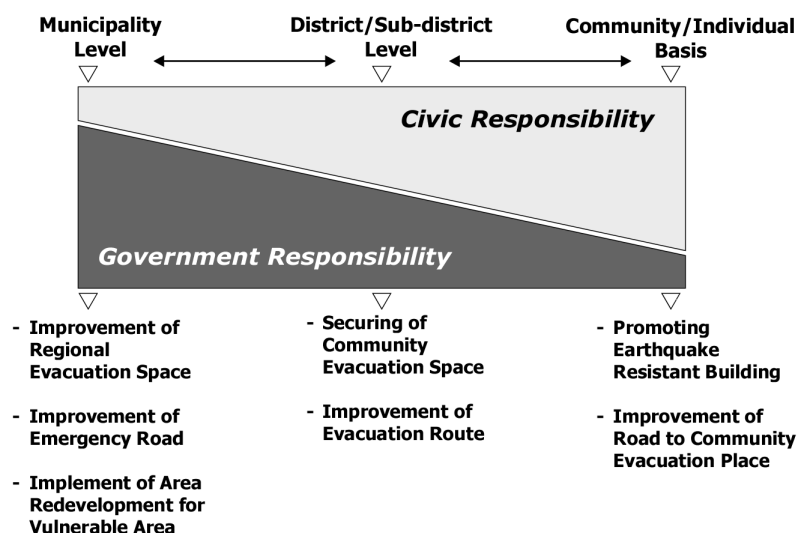 Municipality
Level
District/Sub-district
Level
Community/Individual
Basis
Civic Responsibility
Government Responsibility
- Improvement of
Regional
Evacuation Space
- Improvement of
Emergency Road
- Implement of Area
Redevelopment for
Vulnerable Area
- Securing of
Community
Evacuation Space
- Improvement of
Evacuation Route
- Promoting
Earthquake
Resistant Building
- Improvement of
Road to Community
Evacuation Place